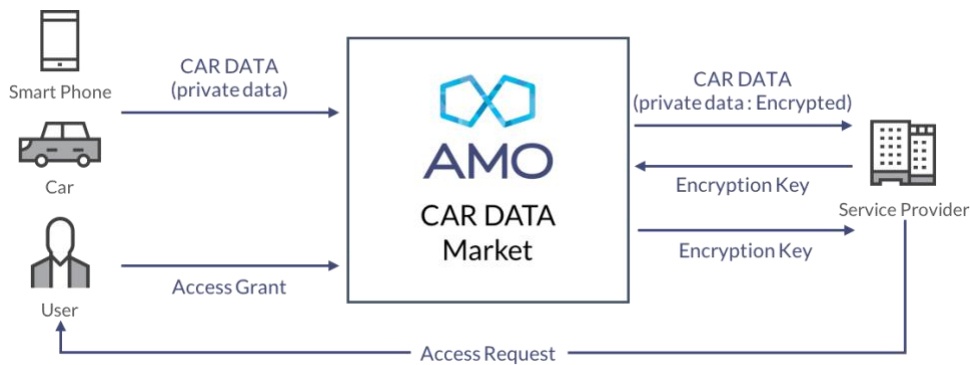 Smart Phone
Car
User
CAR DATA
(private data)
Access Grant
AMO
CAR DATA
Market
CAR DATA
(private data : Encrypted)
Encryption Key
Encryption Key
Service Provider
Access Request